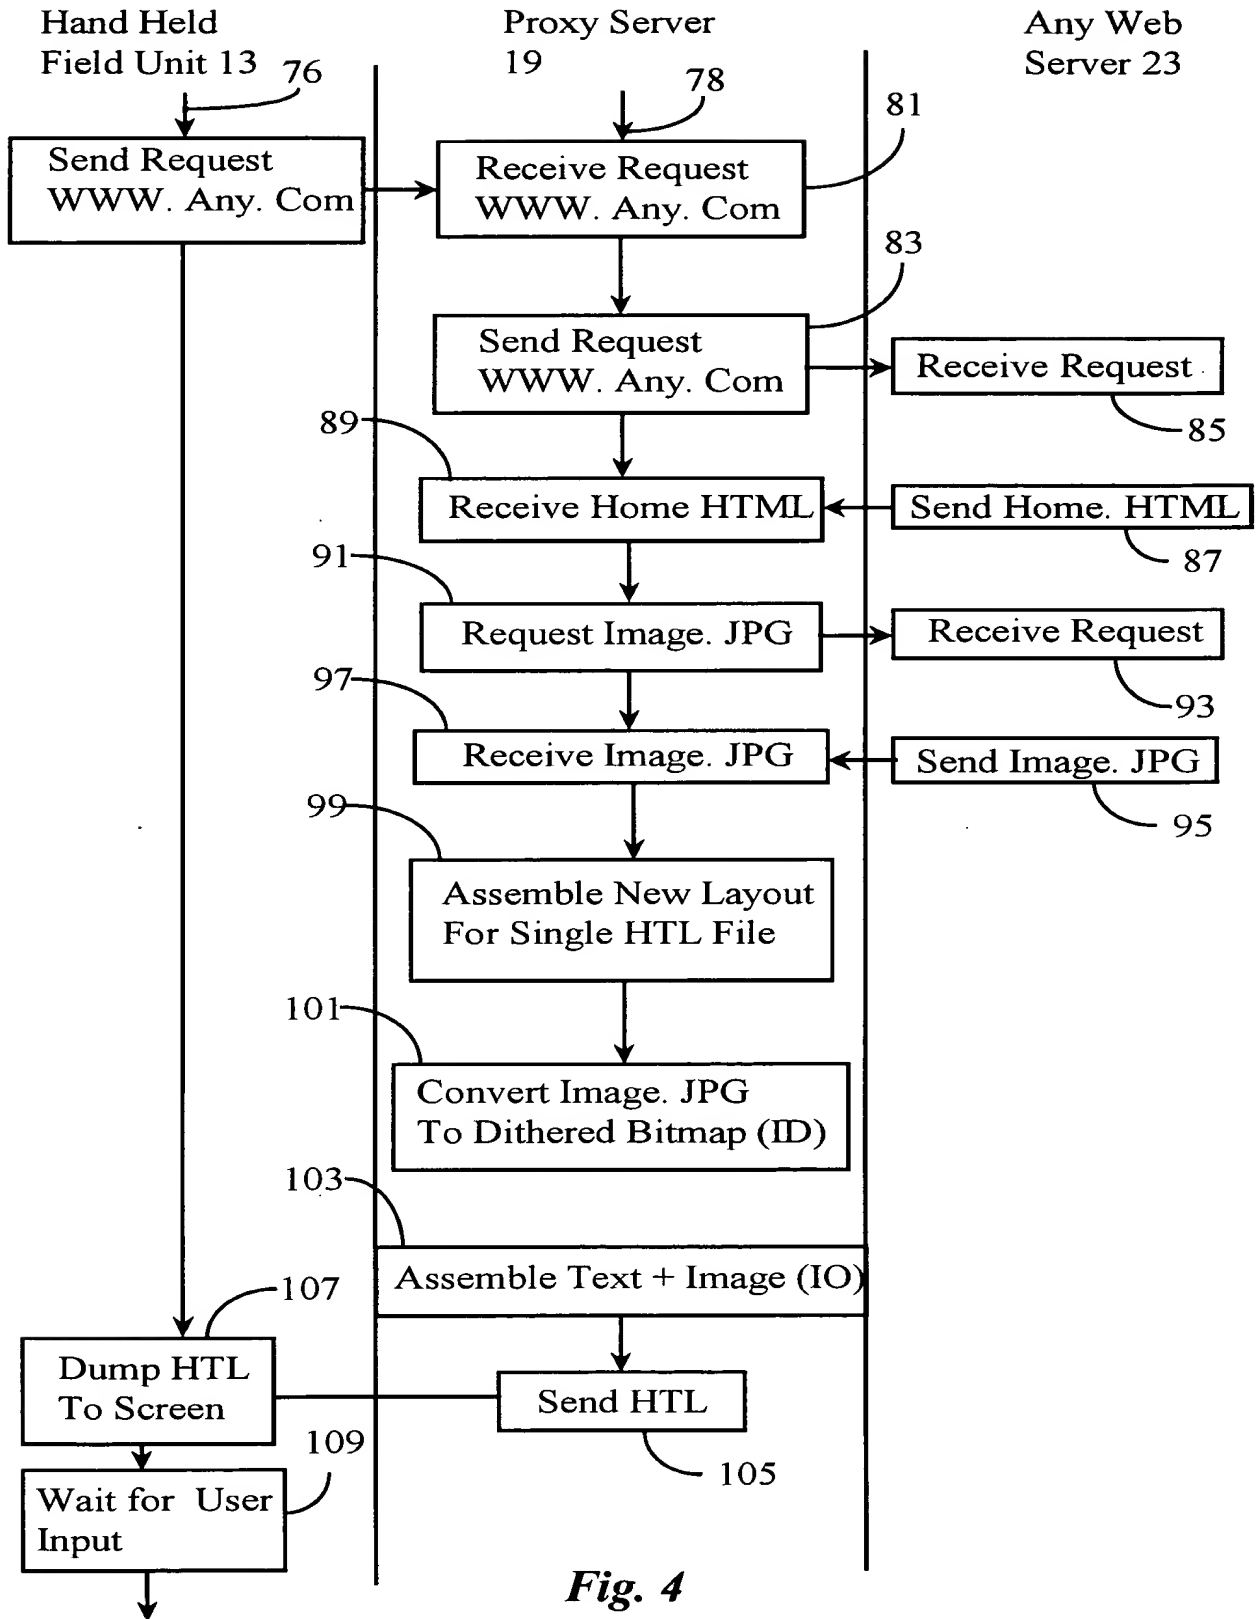 Hand Held
Field Unit 13
Proxy Server
19
Any Web
Server 23
76
78
81
Send Request
WWW. Any. Com
Receive Request
WWW. Any. Com
83
Send Request
WWW. Any. Com
Receive Request
85
89
Receive Home HTML
Send Home. HTML
87
91
Request Image. JPG
Receive Request
93
97
Receive Image. JPG
Send Image. JPG
95
99
Assemble New Layout
For Single HTL File
101
Convert Image. JPG
To Dithered Bitmap (ID)
103
Assemble Text + Image (IO)
107
Dump HTL
To Screen
Send HTL
105
109
Wait for User
Input
Fig. 4